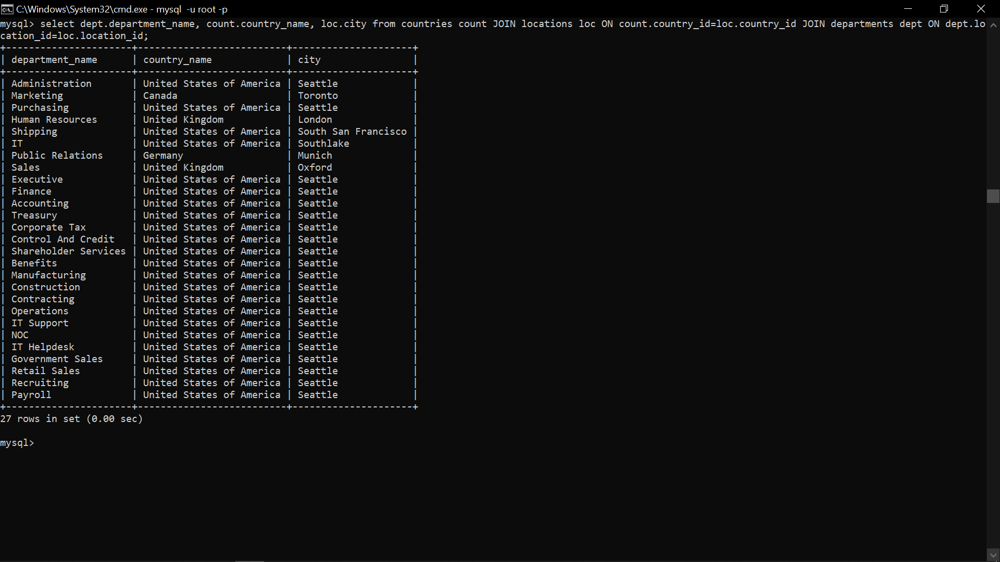 C:\Windows\System32\cmd.exe - mysql  -u root -p
mysql> select dept.department_name, count.country_name, loc.city from countries count JOIN locations loc ON count.country_id=loc.country_id JOIN departments dept ON dept.lo
cation_id=loc.location_id;
+----------------------+--------------------------+---------------------+
| department_name      | country_name             | city                |
+----------------------+--------------------------+---------------------+
| Administration       | United States of America | Seattle             |
| Marketing            | Canada                   | Toronto             |
| Purchasing           | United States of America | Seattle             |
| Human Resources      | United Kingdom           | London              |
| Shipping             | United States of America | South San Francisco |
| IT                   | United States of America | Southlake           |
| Public Relations     | Germany                  | Munich              |
| Sales                | United Kingdom           | Oxford              |
| Executive            | United States of America | Seattle             |
| Finance              | United States of America | Seattle             |
| Accounting           | United States of America | Seattle             |
| Treasury             | United States of America | Seattle             |
| Corporate Tax        | United States of America | Seattle             |
| Control And Credit   | United States of America | Seattle             |
| Shareholder Services | United States of America | Seattle             |
| Benefits             | United States of America | Seattle             |
| Manufacturing        | United States of America | Seattle             |
| Construction         | United States of America | Seattle             |
| Contracting          | United States of America | Seattle             |
| Operations           | United States of America | Seattle             |
| IT Support           | United States of America | Seattle             |
| NOC                  | United States of America | Seattle             |
| IT Helpdesk          | United States of America | Seattle             |
| Government Sales     | United States of America | Seattle             |
| Retail Sales         | United States of America | Seattle             |
| Recruiting           | United States of America | Seattle             |
| Payroll              | United States of America | Seattle             |
+----------------------+--------------------------+---------------------+
27 rows in set (0.00 sec)
mysql>